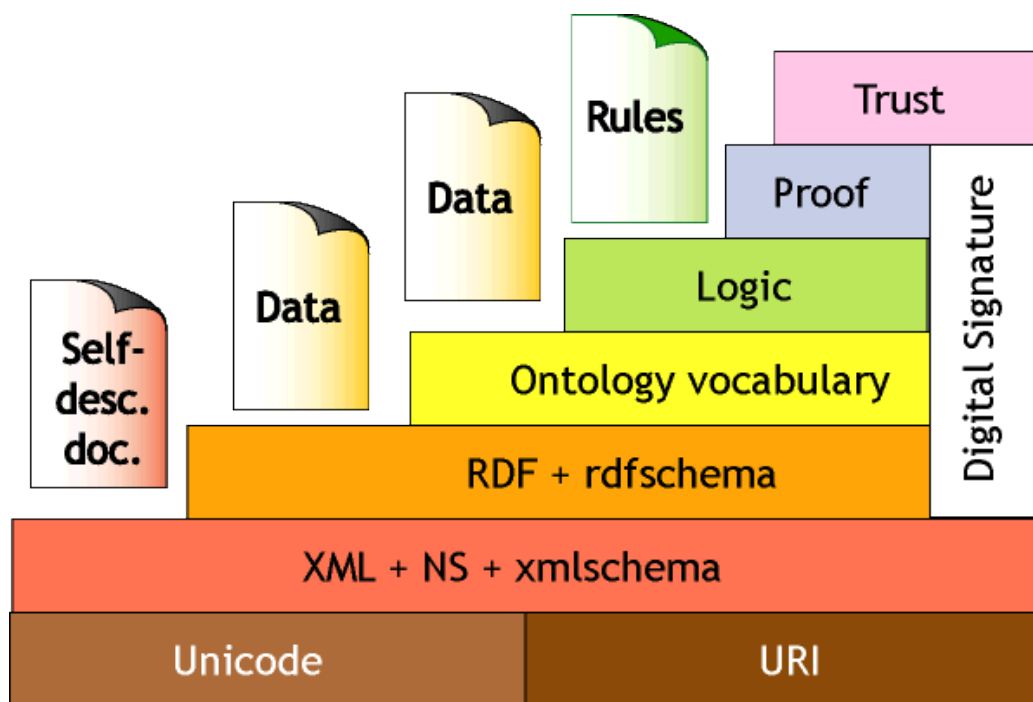 Rules
Trust
Data
Proof
Digital Signature
Data
Logic
Self-
desc.
doc.
Ontology vocabulary
RDF + rdfschema
XML + NS + xmlschema
Unicode
URI